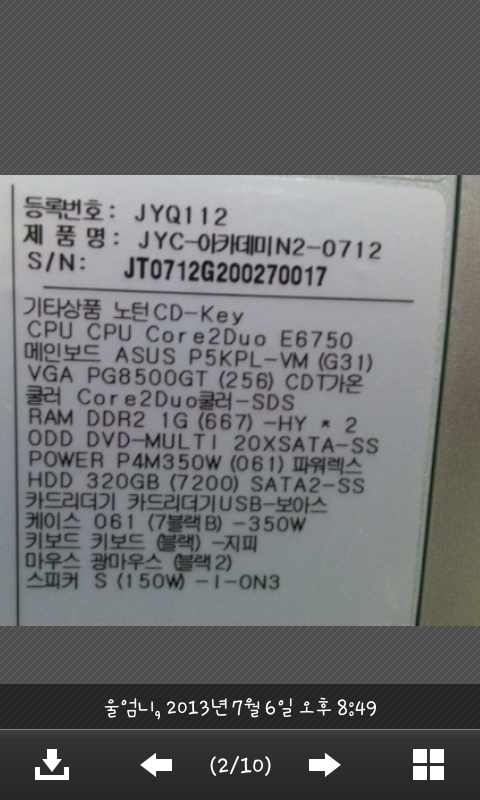 등록번호: JYQ112
제 품 명: JYC-아카데미N2-0712
S/N: JT0712G200270017
기타상품 노턴CD-Key
CPU CPU Core2Duo E6750
메인보드 ASUS P5KPL-VM (G31)
VGA PG8500GT (256) CDT가온
쿨러 Core2Duo쿨러-SDS
RAM DDR2 1G (667) -HY * 2
ODD DVD-MULTI 20XSATA-SS
POWER P4M350W (061) 파워렉스
HDD 320GB (7200) SATA2-SS
카드리더기 카드리더기USB-보아스
케이스 061 (7블랙B) -350W
키보드 키보드 (블랙) -지피
마우스 광마우스 (블랙2)
스피커 S (150W) -I-ON3
울엄니, 2013년 7월 6일 오후 8:49
(2/10)